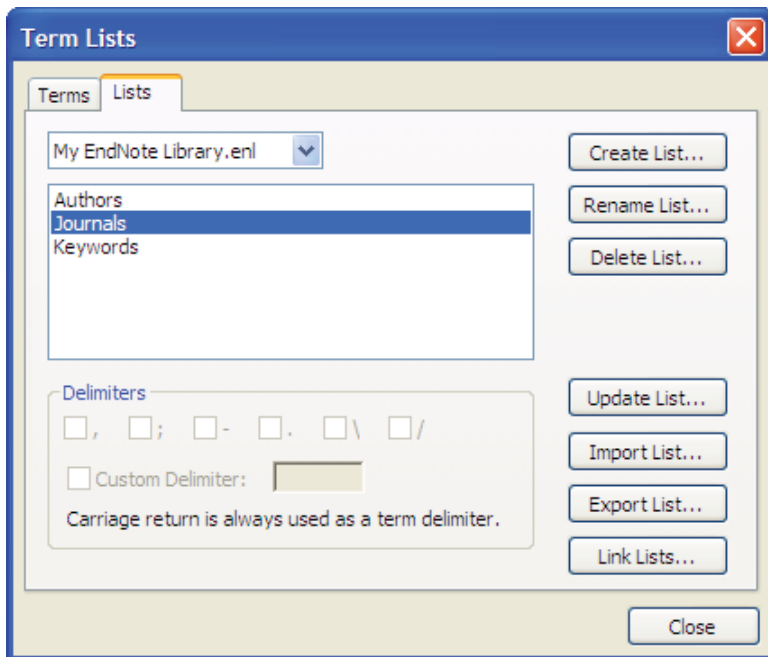 Term Lists
Terms Lists
My EndNote Library.enl
Create List...
Authors
Journals
Keywords
Rename List...
Delete List...
Delimiters
, ; - . \ /
Custom Delimiter:
Carriage return is always used as a term delimiter.
Update List...
Import List...
Export List...
Link Lists...
Close